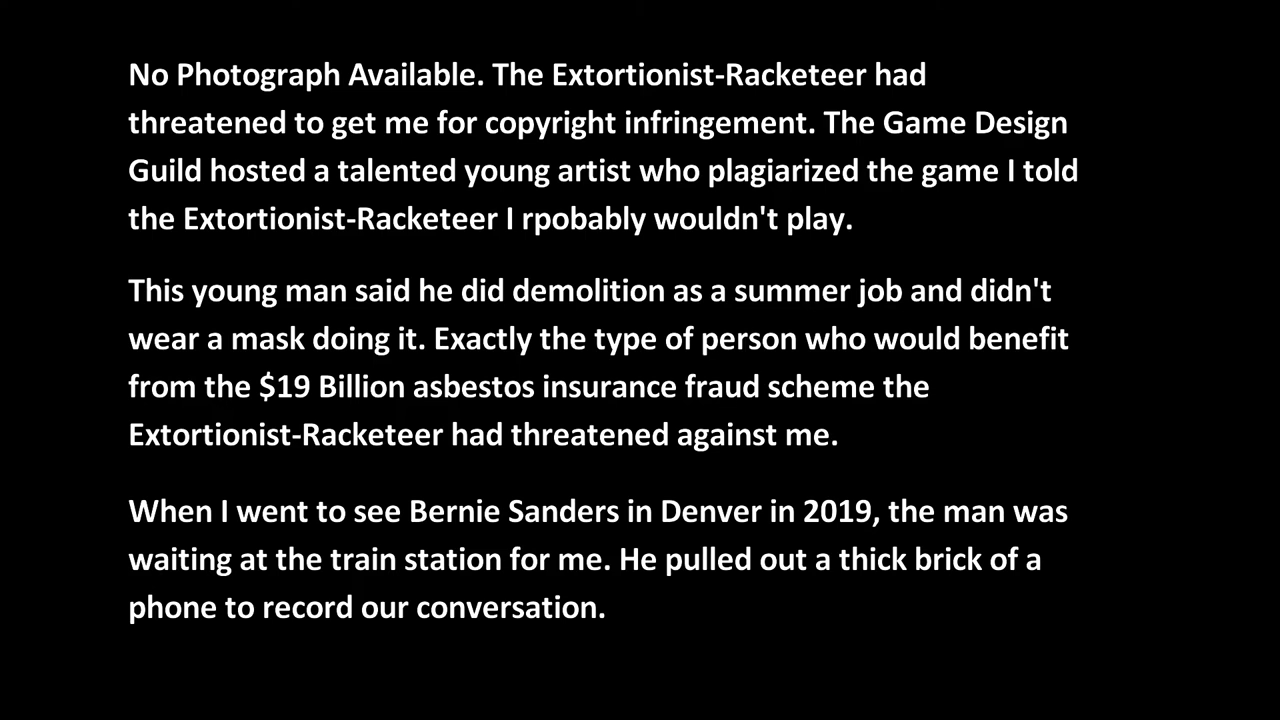 No Photograph Available. The Extortionist-Racketeer had
threatened to get me for copyright infringement. The Game Design
Guild hosted a talented young artist who plagiarized the game I told
the Extortionist-Racketeer I rpobably wouldn't play.
This young man said he did demolition as a summer job and didn't
wear a mask doing it. Exactly the type of person who would benefit
from the $19 Billion asbestos insurance fraud scheme the
Extortionist-Racketeer had threatened against me.
When I went to see Bernie Sanders in Denver in 2019, the man was
waiting at the train station for me. He pulled out a thick brick of a
phone to record our conversation.